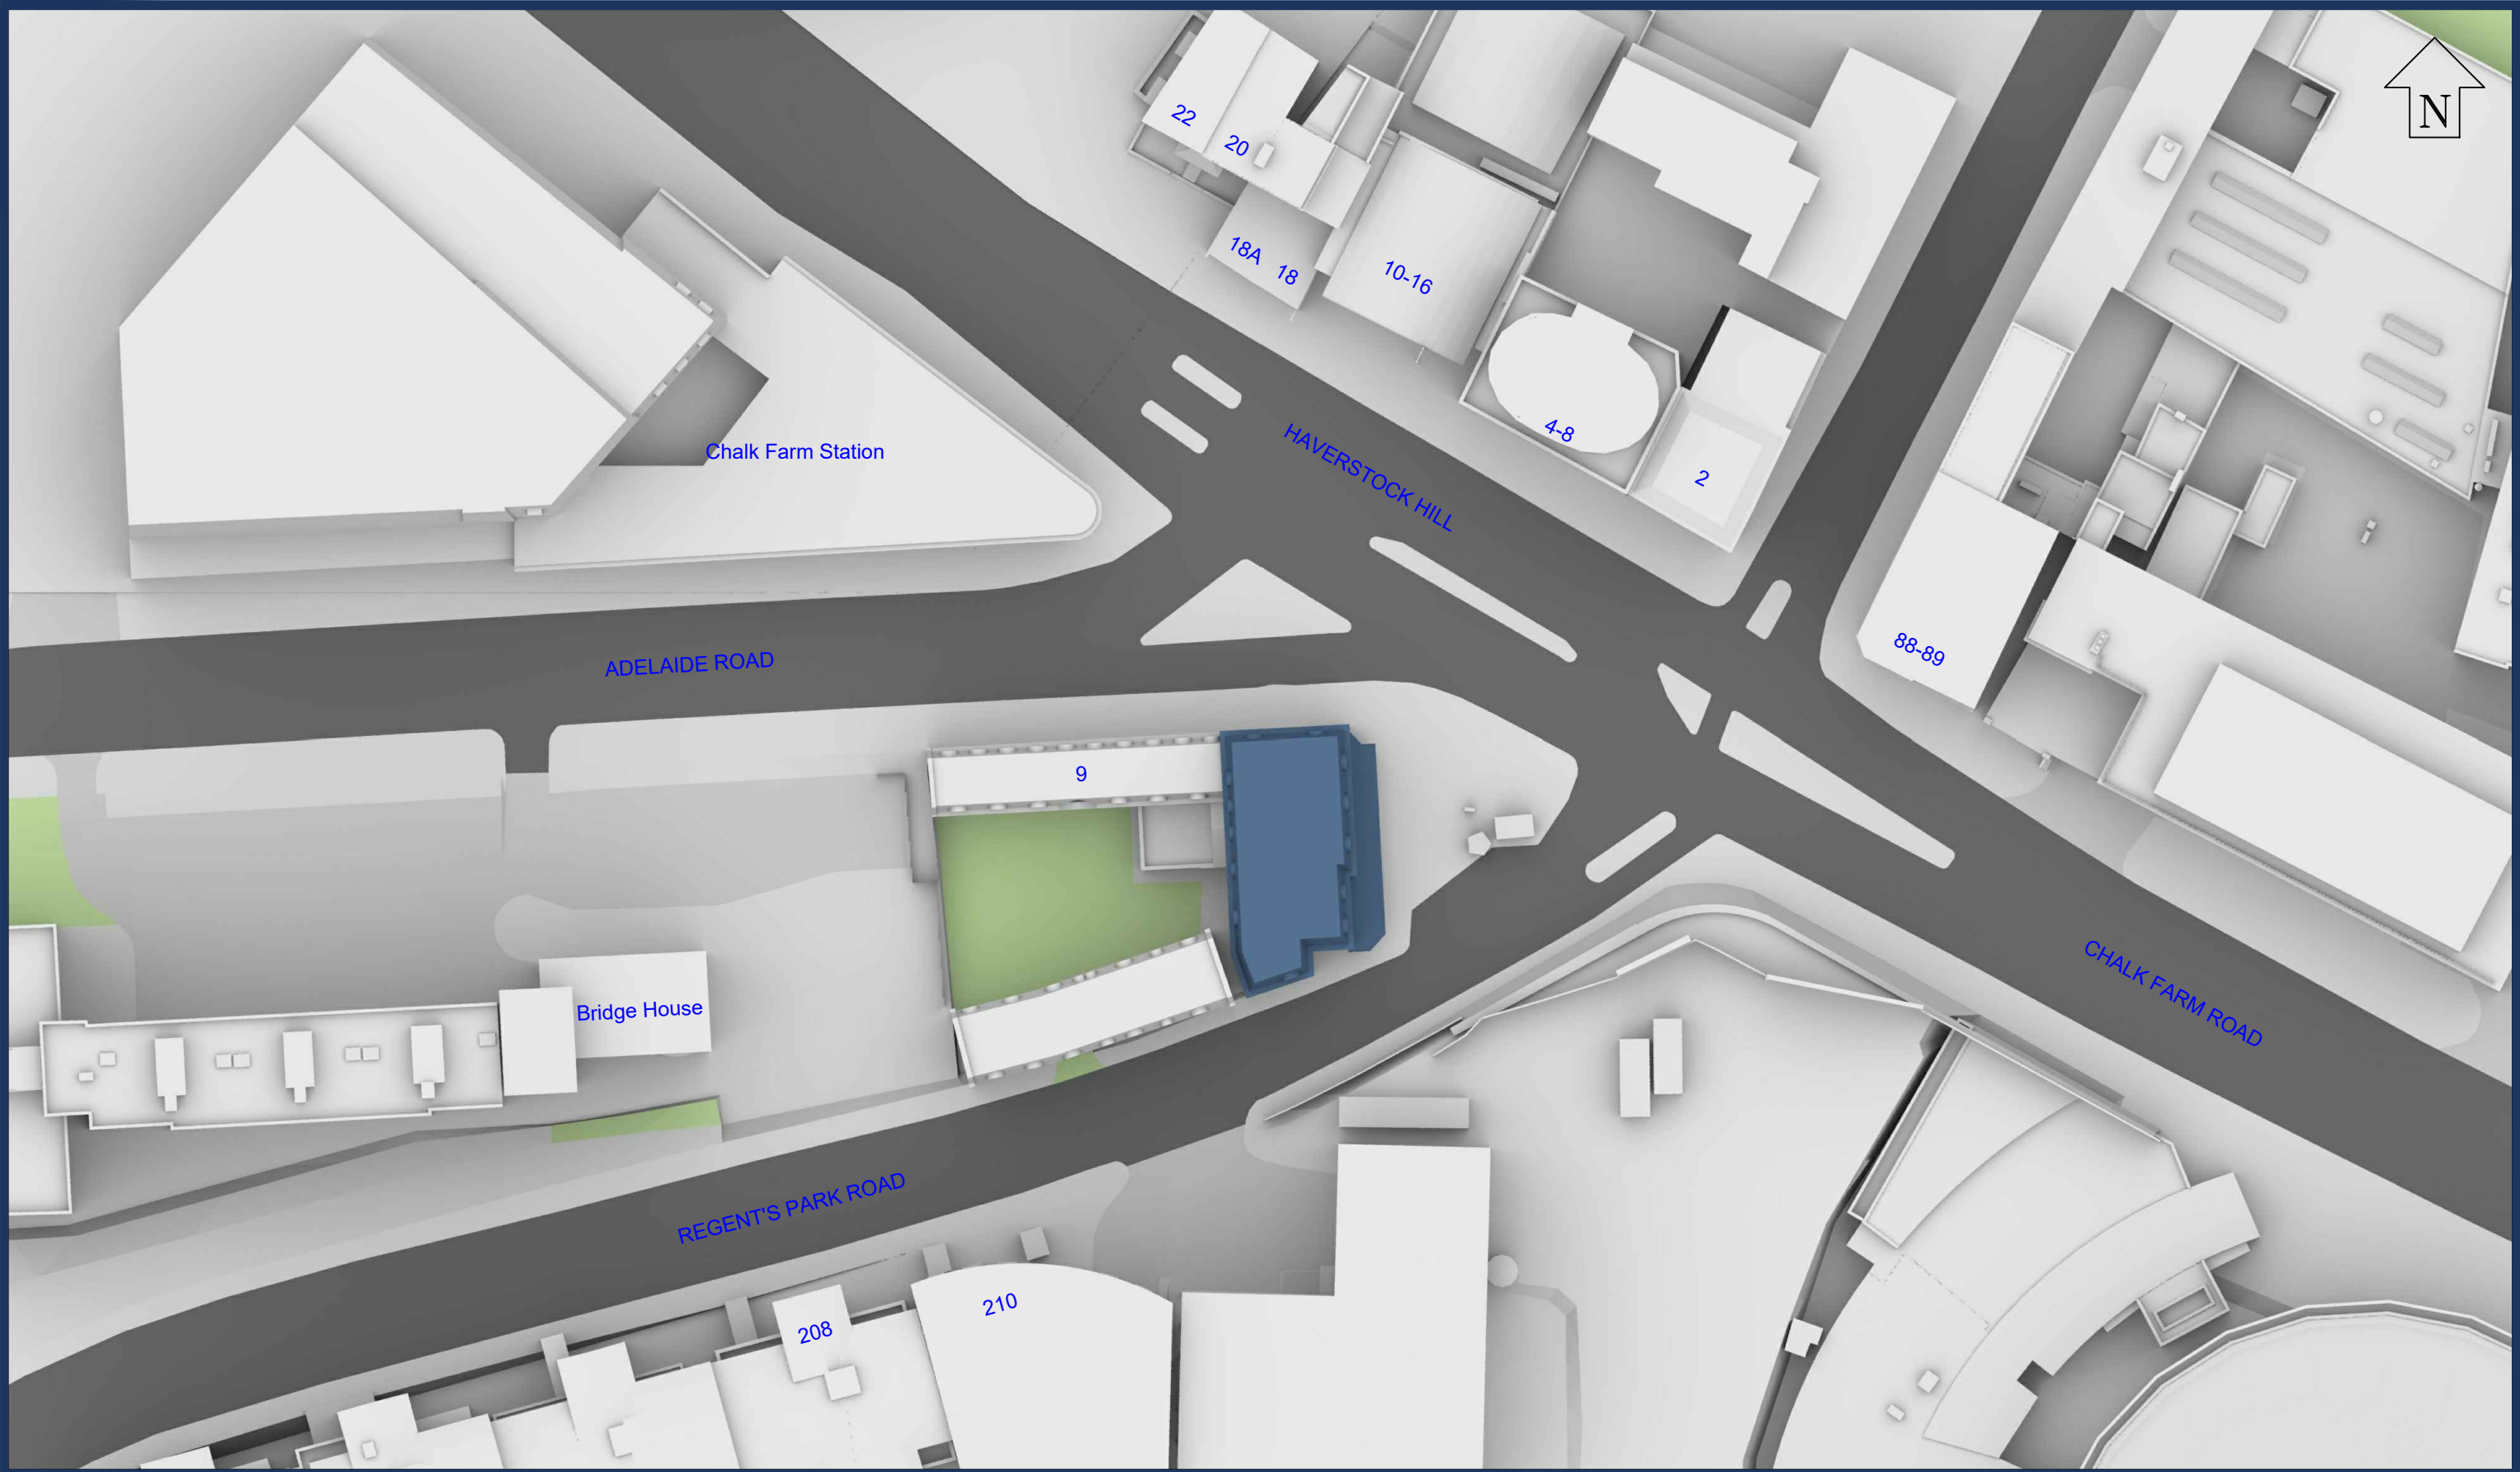 N
22
20
18A
18
10-16
4-8
2
Chalk Farm Station
HAVERSTOCK HILL
88-89
ADELAIDE ROAD
9
CHALK FARM ROAD
Bridge House
REGENT'S PARK ROAD
210
208